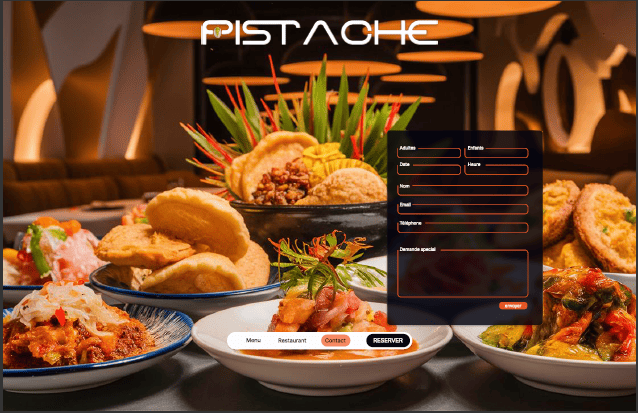 PISTACHE
Adultes Enfants
Date Heure
Nom
Email
Téléphone
Demande special
envoyer
Menu Restaurant Contact RESERVER